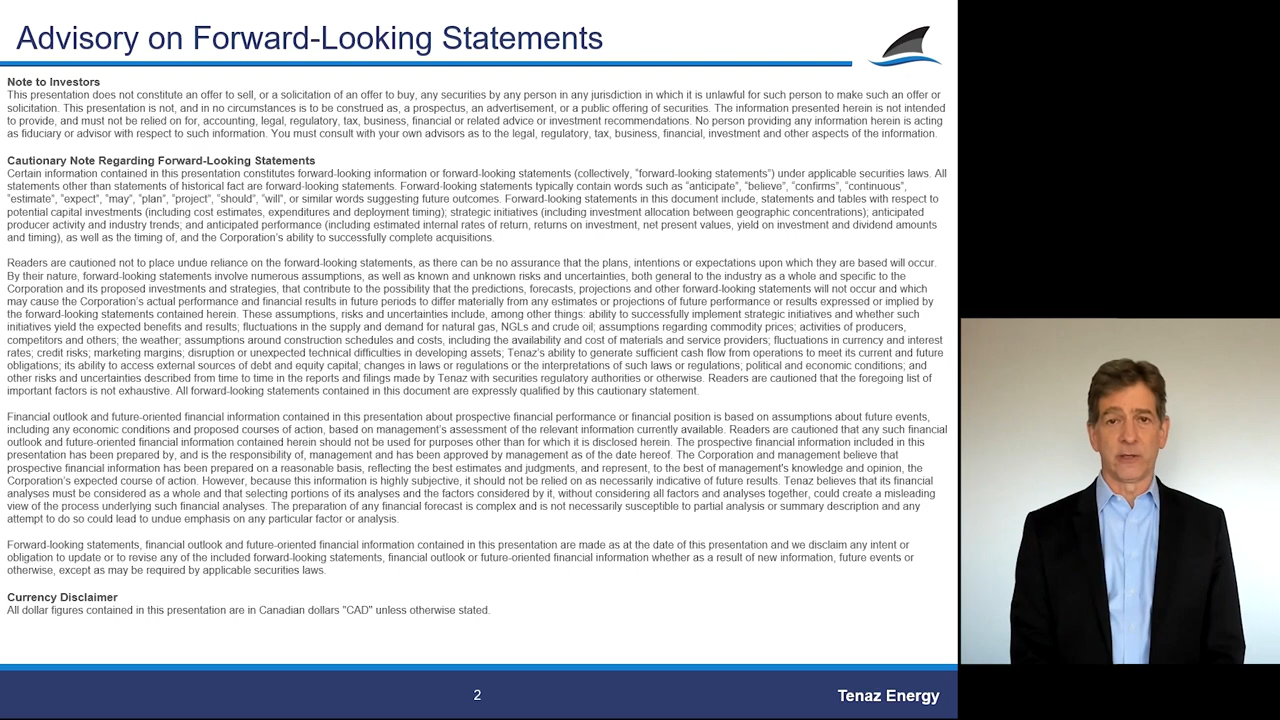 Advisory on Forward-Looking Statements
Note to Investors
This presentation does not constitute an offer to sell, or a solicitation of an offer to buy, any securities by any person in any jurisdiction in which it is unlawful for such person to make such an offer or
solicitation. This presentation is not, and in no circumstances is to be construed as, a prospectus, an advertisement, or a public offering of securities. The information presented herein is not intended
to provide, and must not be relied on for, accounting, legal, regulatory, tax, business, financial or related advice or investment recommendations. No person providing any information herein is acting
as fiduciary or advisor with respect to such information. You must consult with your own advisors as to the legal, regulatory, tax, business, financial, investment and other aspects of the information.
Cautionary Note Regarding Forward-Looking Statements
Certain information contained in this presentation constitutes forward-looking information or forward-looking statements (collectively, "forward-looking statements") under applicable securities laws. All
statements other than statements of historical fact are forward-looking statements. Forward-looking statements typically contain words such as "anticipate", "believe", "confirms", "continuous",
"estimate", "expect", "may", "plan", "project", "should", "will", or similar words suggesting future outcomes. Forward-looking statements in this document include, statements and tables with respect to
potential capital investments (including cost estimates, expenditures and deployment timing); strategic initiatives (including investment allocation between geographic concentrations); anticipated
producer activity and industry trends; and anticipated performance (including estimated internal rates of return, returns on investment, net present values, yield on investment and dividend amounts
and timing), as well as the timing of, and the Corporation's ability to successfully complete acquisitions.
Readers are cautioned not to place undue reliance on the forward-looking statements, as there can be no assurance that the plans, intentions or expectations upon which they are based will occur.
By their nature, forward-looking statements involve numerous assumptions, as well as known and unknown risks and uncertainties, both general to the industry as a whole and specific to the
Corporation and its proposed investments and strategies, that contribute to the possibility that the predictions, forecasts, projections and other forward-looking statements will not occur and which
may cause the Corporation's actual performance and financial results in future periods to differ materially from any estimates or projections of future performance or results expressed or implied by
the forward-looking statements contained herein. These assumptions, risks and uncertainties include, among other things: ability to successfully implement strategic initiatives and whether such
initiatives yield the expected benefits and results; fluctuations in the supply and demand for natural gas, NGLs and crude oil; assumptions regarding commodity prices; activities of producers,
competitors and others; the weather; assumptions around construction schedules and costs, including the availability and cost of materials and service providers; fluctuations in currency and interest
rates; credit risks; marketing margins; disruption or unexpected technical difficulties in developing assets; Tenaz's ability to generate sufficient cash flow from operations to meet its current and future
obligations; its ability to access external sources of debt and equity capital; changes in laws or regulations or the interpretations of such laws or regulations; political and economic conditions; and
other risks and uncertainties described from time to time in the reports and filings made by Tenaz with securities regulatory authorities or otherwise. Readers are cautioned that the foregoing list of
important factors is not exhaustive. All forward-looking statements contained in this document are expressly qualified by this cautionary statement.
Financial outlook and future-oriented financial information contained in this presentation about prospective financial performance or financial position is based on assumptions about future events,
including any economic conditions and proposed courses of action, based on management's assessment of the relevant information currently available. Readers are cautioned that any such financial
outlook and future-oriented financial information contained herein should not be used for purposes other than for which it is disclosed herein. The prospective financial information included in this
presentation has been prepared by, and is the responsibility of, management and has been approved by management as of the date hereof. The Corporation and management believe that
prospective financial information has been prepared on a reasonable basis, reflecting the best estimates and judgments, and represent, to the best of management's knowledge and opinion, the
Corporation's expected course of action. However, because this information is highly subjective, it should not be relied on as necessarily indicative of future results. Tenaz believes that its financial
analyses must be considered as a whole and that selecting portions of its analyses and the factors considered by it, without considering all factors and analyses together, could create a misleading
view of the process underlying such financial analyses. The preparation of any financial forecast is complex and is not necessarily susceptible to partial analysis or summary description and any
attempt to do so could lead to undue emphasis on any particular factor or analysis.
Forward-looking statements, financial outlook and future-oriented financial information contained in this presentation are made as at the date of this presentation and we disclaim any intent or
obligation to update or to revise any of the included forward-looking statements, financial outlook or future-oriented financial information whether as a result of new information, future events or
otherwise, except as may be required by applicable securities laws.
Currency Disclaimer
All dollar figures contained in this presentation are in Canadian dollars "CAD" unless otherwise stated.
2
Tenaz Energy